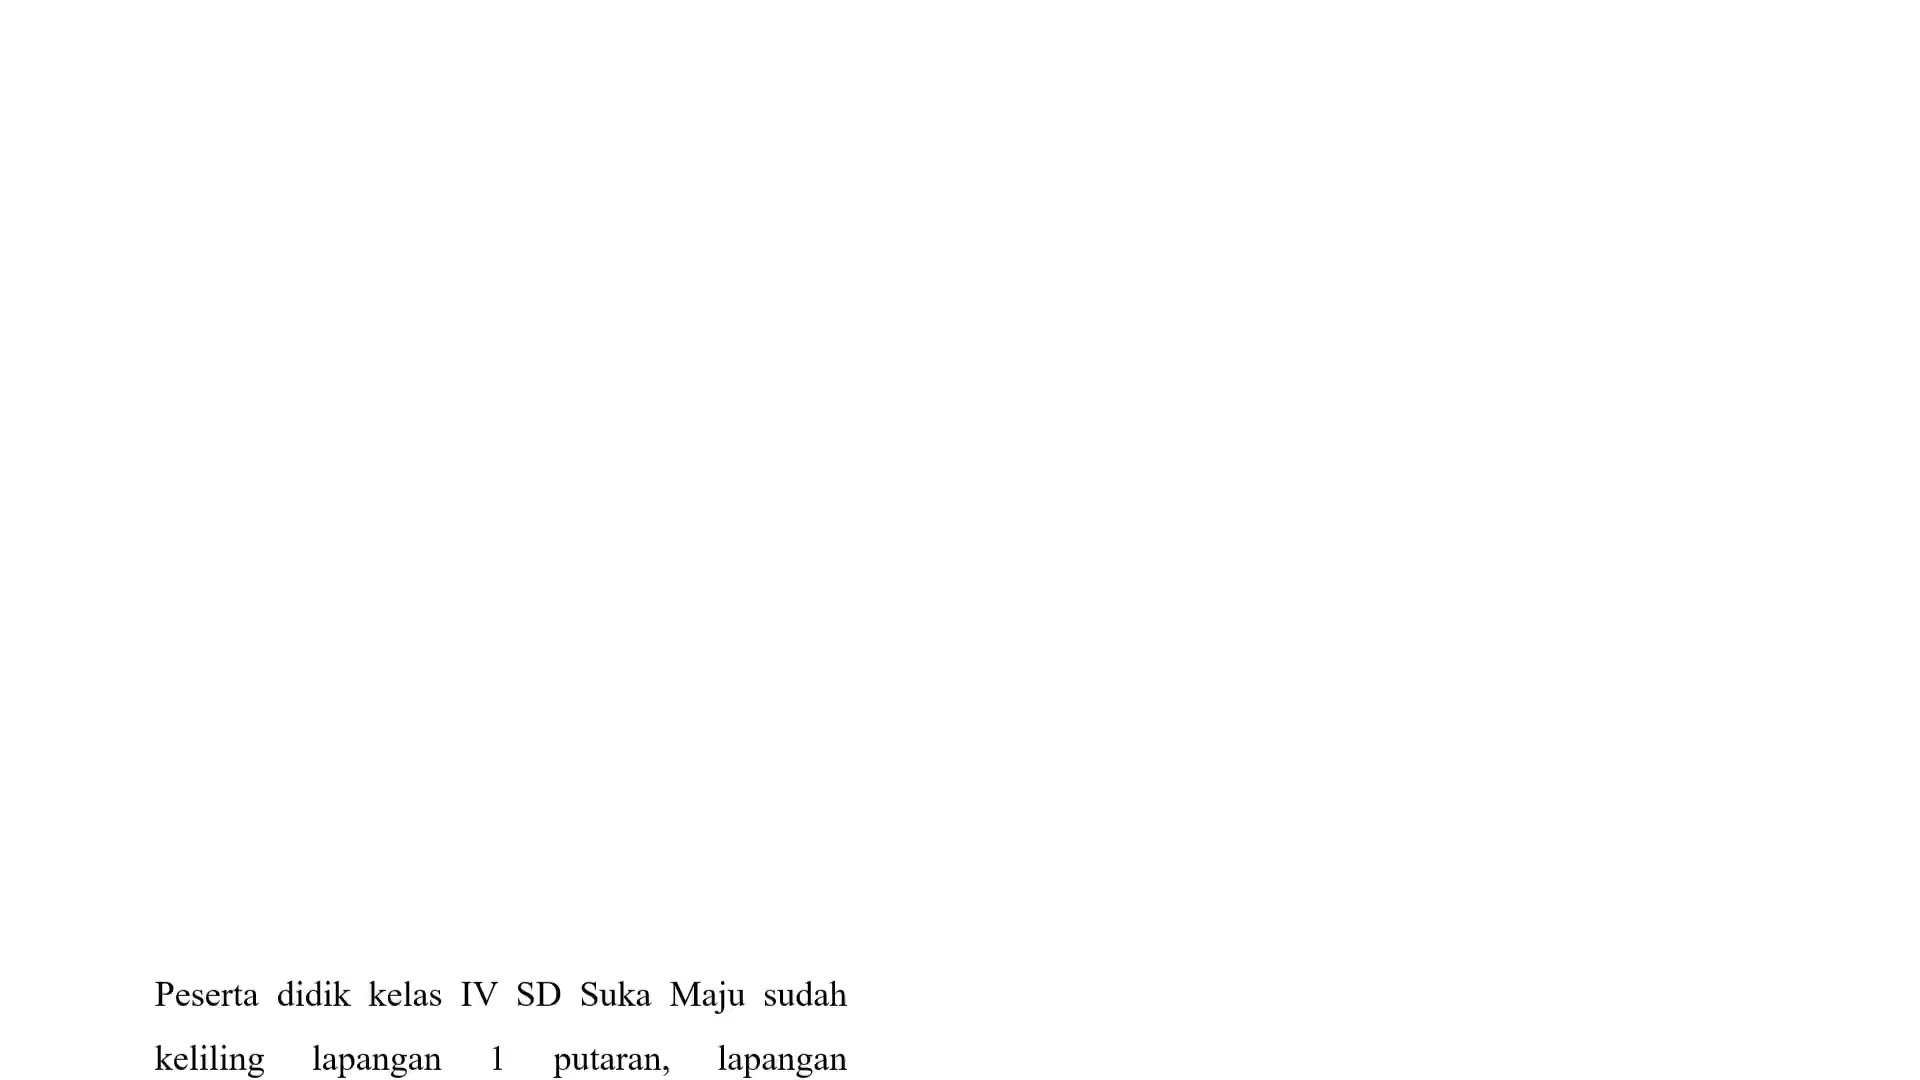 Peserta didik kelas IV SD Suka Maju sudah
keliling lapangan 1 putaran, lapangan